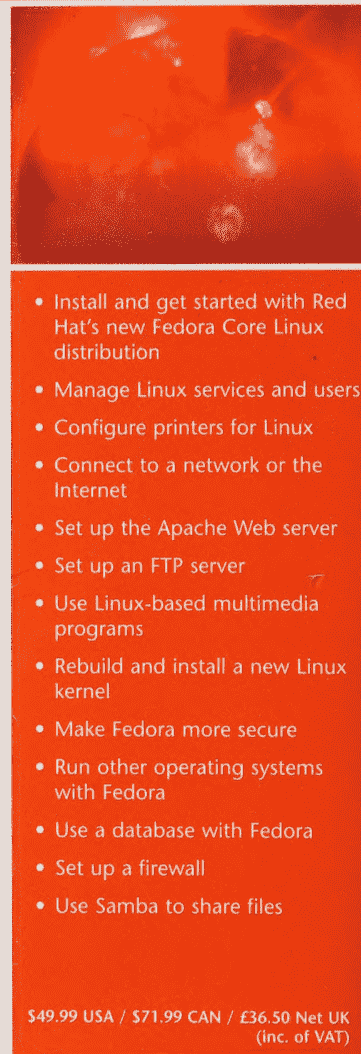 • Install and get started with Red
Hat's new Fedora Core Linux
distribution
• Manage Linux services and users
• Configure printers for Linux
• Connect to a network or the
Internet
• Set up the Apache Web server
• Set up an FTP server
• Use Linux-based multimedia
programs
• Rebuild and install a new Linux
kernel
• Make Fedora more secure
• Run other operating systems
with Fedora
• Use a database with Fedora
• Set up a firewall
• Use Samba to share files
$49.99 USA / $71.99 CAN / £36.50 Net UK
(inc. of VAT)